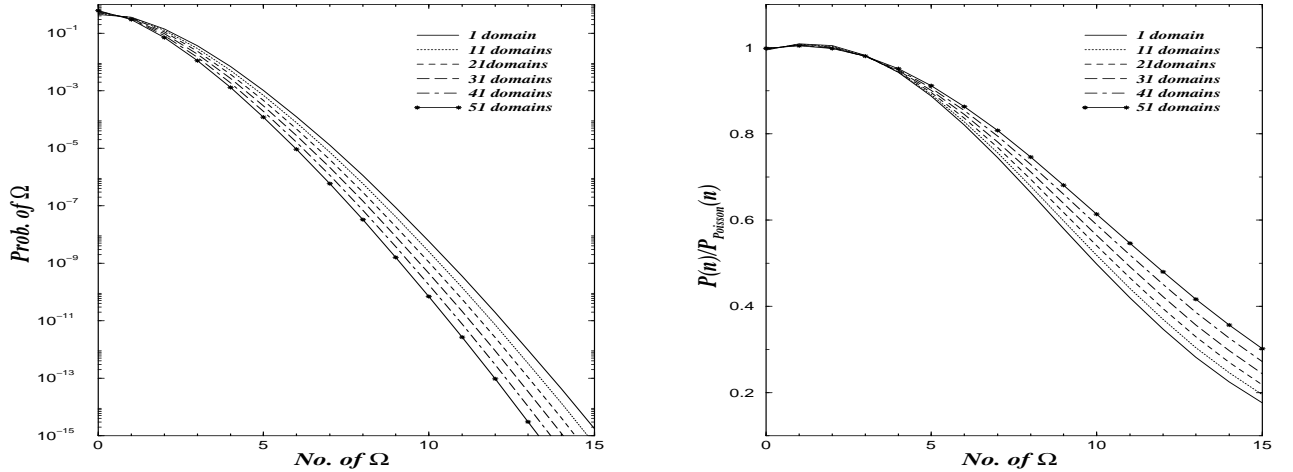 10⁻¹
10⁻³
10⁻⁵
10⁻⁷
10⁻⁹
10⁻¹¹
10⁻¹³
10⁻¹⁵
Prob. of Ω
0 5 10 15
No. of Ω
1 domain
11 domains
21domains
31 domains
41 domains
51 domains
1
0.8
0.6
0.4
0.2
P(n)/P_Poisson(n)
0 5 10 15
No. of Ω
1 domain
11 domains
21domains
31 domains
41 domains
51 domains